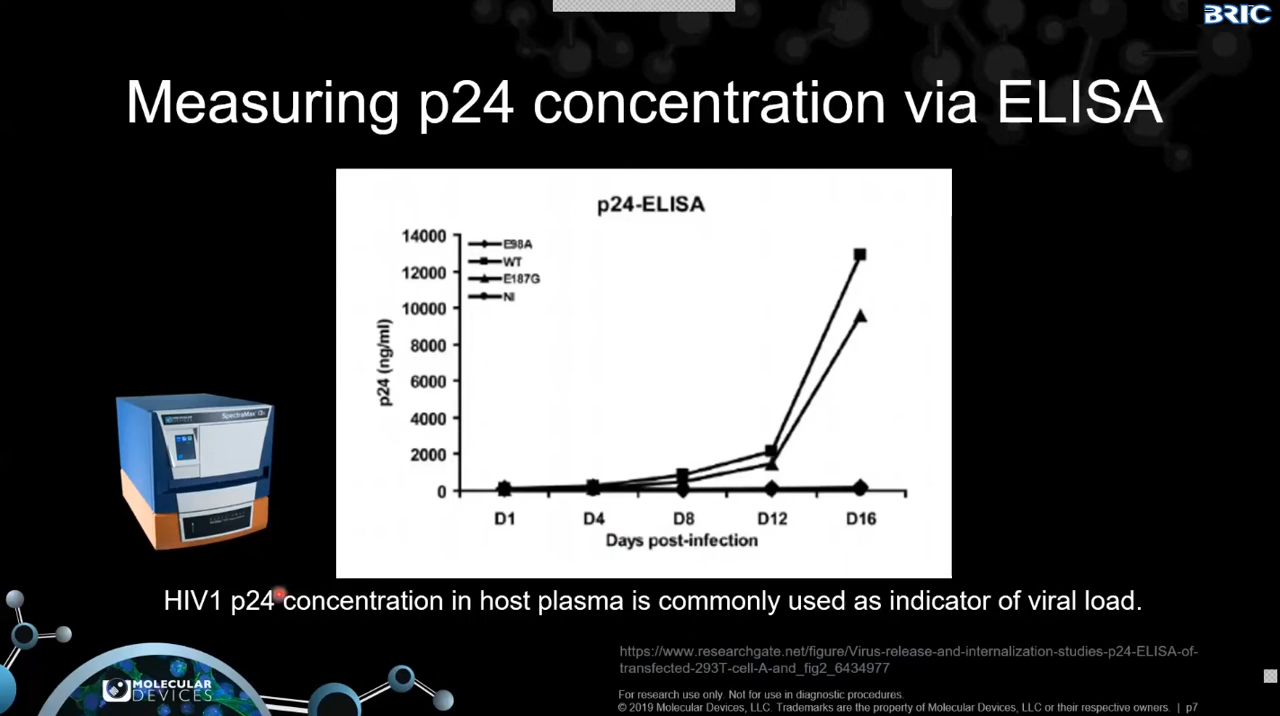 BRIC
Measuring p24 concentration via ELISA
p24-ELISA
14000
12000
10000
8000
6000
4000
2000
0
p24 (ng/ml)
E98A
WT
E187G
NI
D1 D4 D8 D12 D16
Days post-infection
SpectraMax i3x
HIV1 p24 concentration in host plasma is commonly used as indicator of viral load.
https://www.researchgate.net/figure/Virus-release-and-internalization-studies-p24-ELISA-of-
transfected-293T-cell-A-and_fig2_6434977
MOLECULAR
DEVICES
For research use only. Not for use in diagnostic procedures.
© 2019 Molecular Devices, LLC. Trademarks are the property of Molecular Devices, LLC or their respective owners. | p7